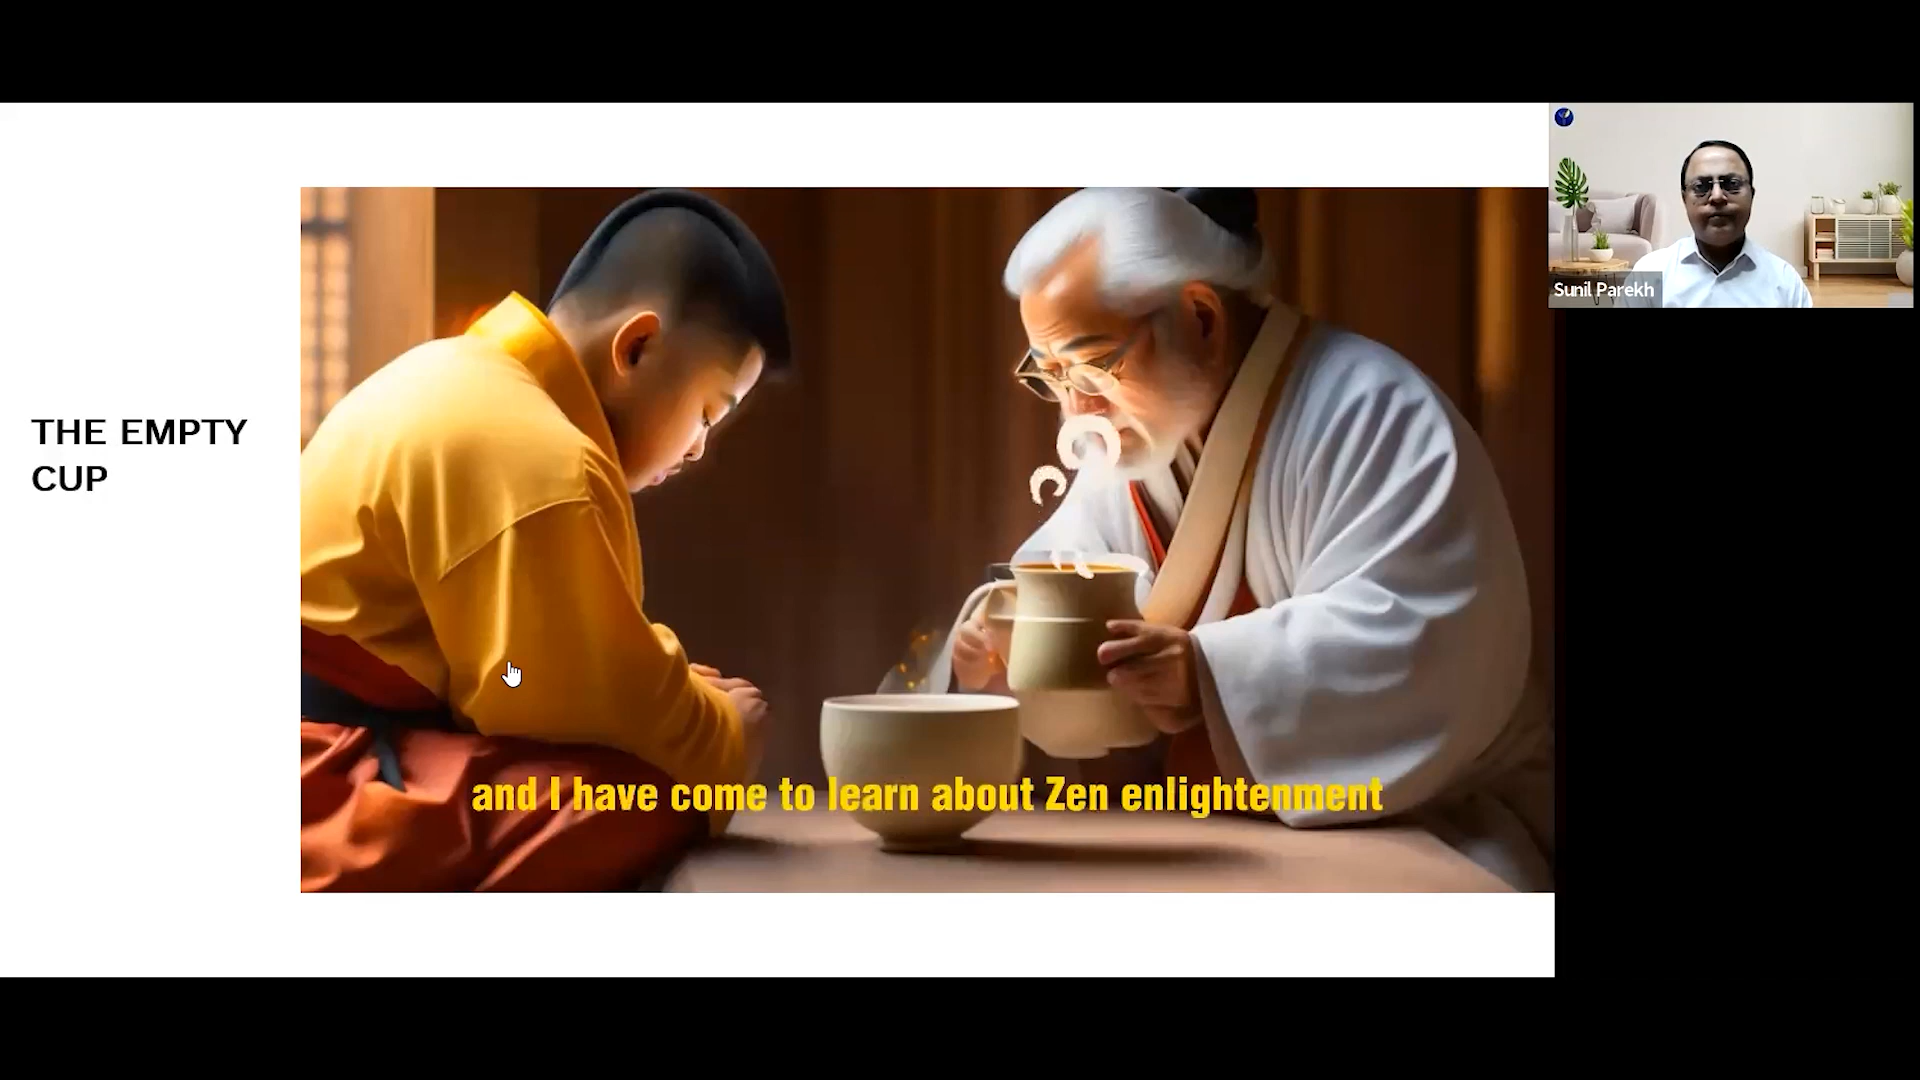 THE EMPTY
CUP
and I have come to learn about Zen enlightenment
Sunil Parekh